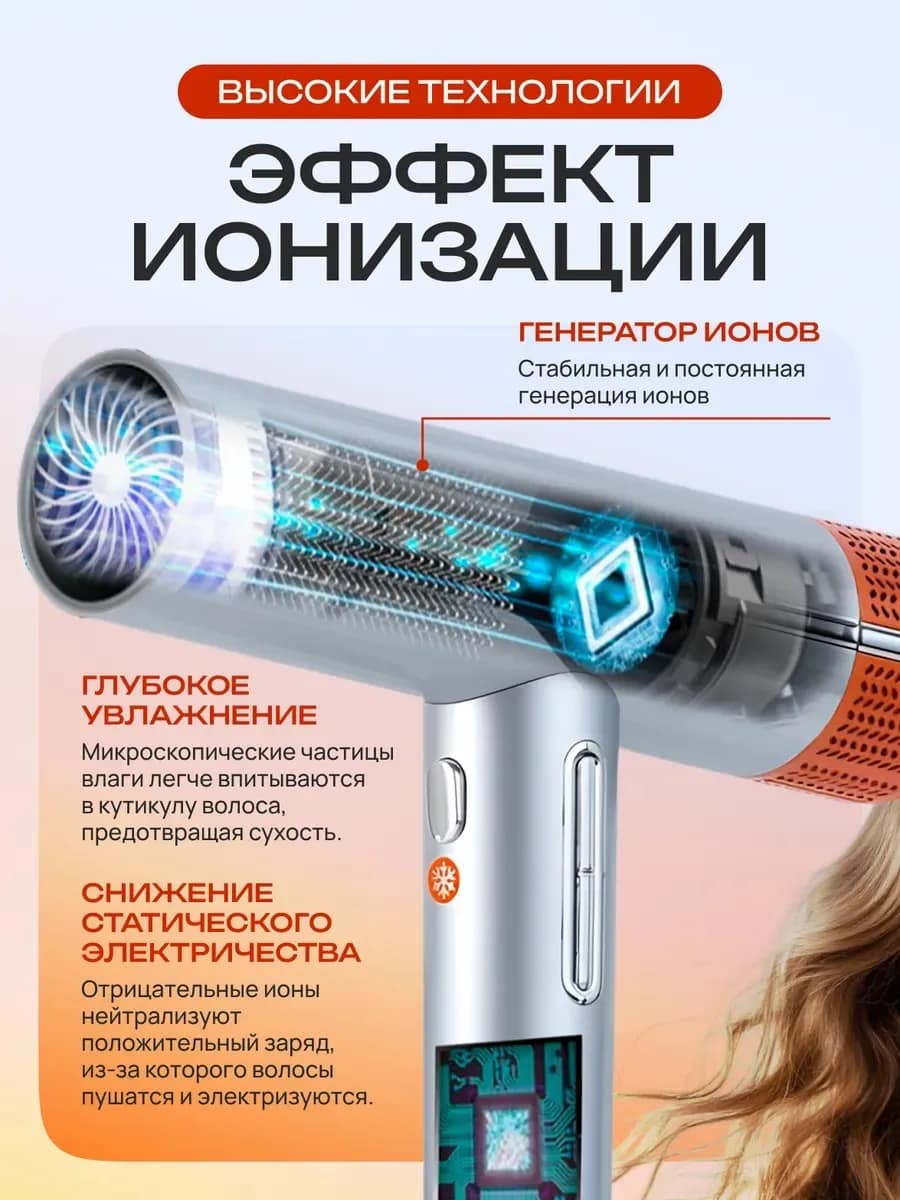 ВЫСОКИЕ ТЕХНОЛОГИИ
ЭФФЕКТ
ИОНИЗАЦИИ
ГЕНЕРАТОР ИОНОВ
Стабильная и постоянная
генерация ионов
ГЛУБОКОЕ
УВЛАЖНЕНИЕ
Микроскопические частицы
влаги легче впитываются
в кутикулу волоса,
предотвращая сухость.
СНИЖЕНИЕ
СТАТИЧЕСКОГО
ЭЛЕКТРИЧЕСТВА
Отрицательные ионы
нейтрализуют
положительный заряд,
из-за которого волосы
пушатся и электризуются.